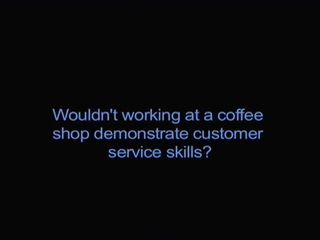 Wouldn't working at a coffee
shop demonstrate customer
service skills?